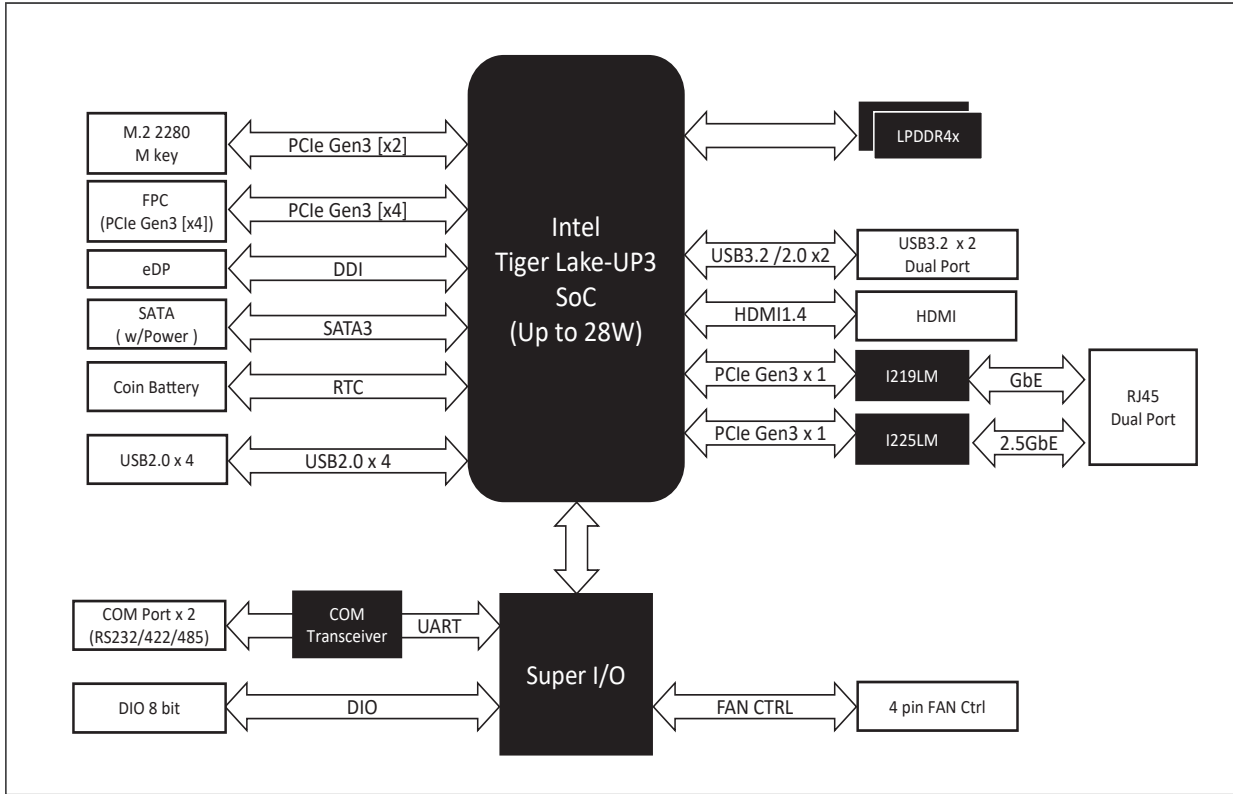 M.2 2280
M key
PCIe Gen3 [x2]
FPC
(PCIe Gen3 [x4])
PCIe Gen3 [x4]
eDP
DDI
SATA
( w/Power )
SATA3
Coin Battery
RTC
USB2.0 x 4
USB2.0 x 4
Intel
Tiger Lake-UP3
SoC
(Up to 28W)
LPDDR4x
USB3.2 /2.0 x2
USB3.2 x 2
Dual Port
HDMI1.4
HDMI
PCIe Gen3 x 1
I219LM
GbE
PCIe Gen3 x 1
I225LM
2.5GbE
RJ45
Dual Port
COM Port x 2
(RS232/422/485)
COM
Transceiver
UART
Super I/O
DIO 8 bit
DIO
FAN CTRL
4 pin FAN Ctrl